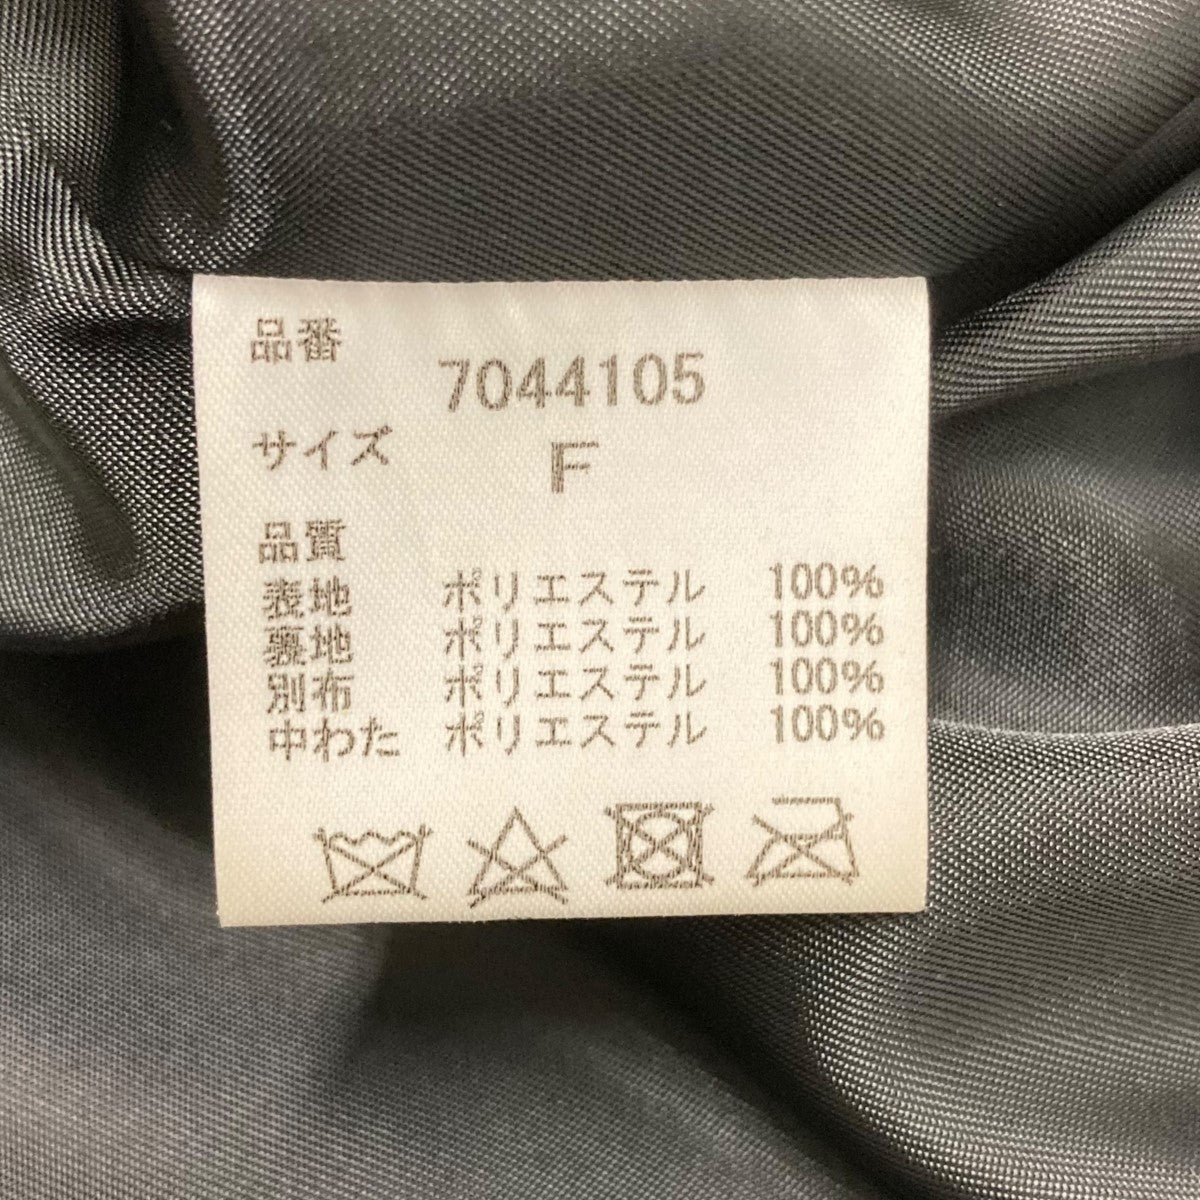 品番 7044105
サイズ F
品質
表地 ポリエステル 100%
裏地 ポリエステル 100%
別布 ポリエステル 100%
中わた ポリエステル 100%